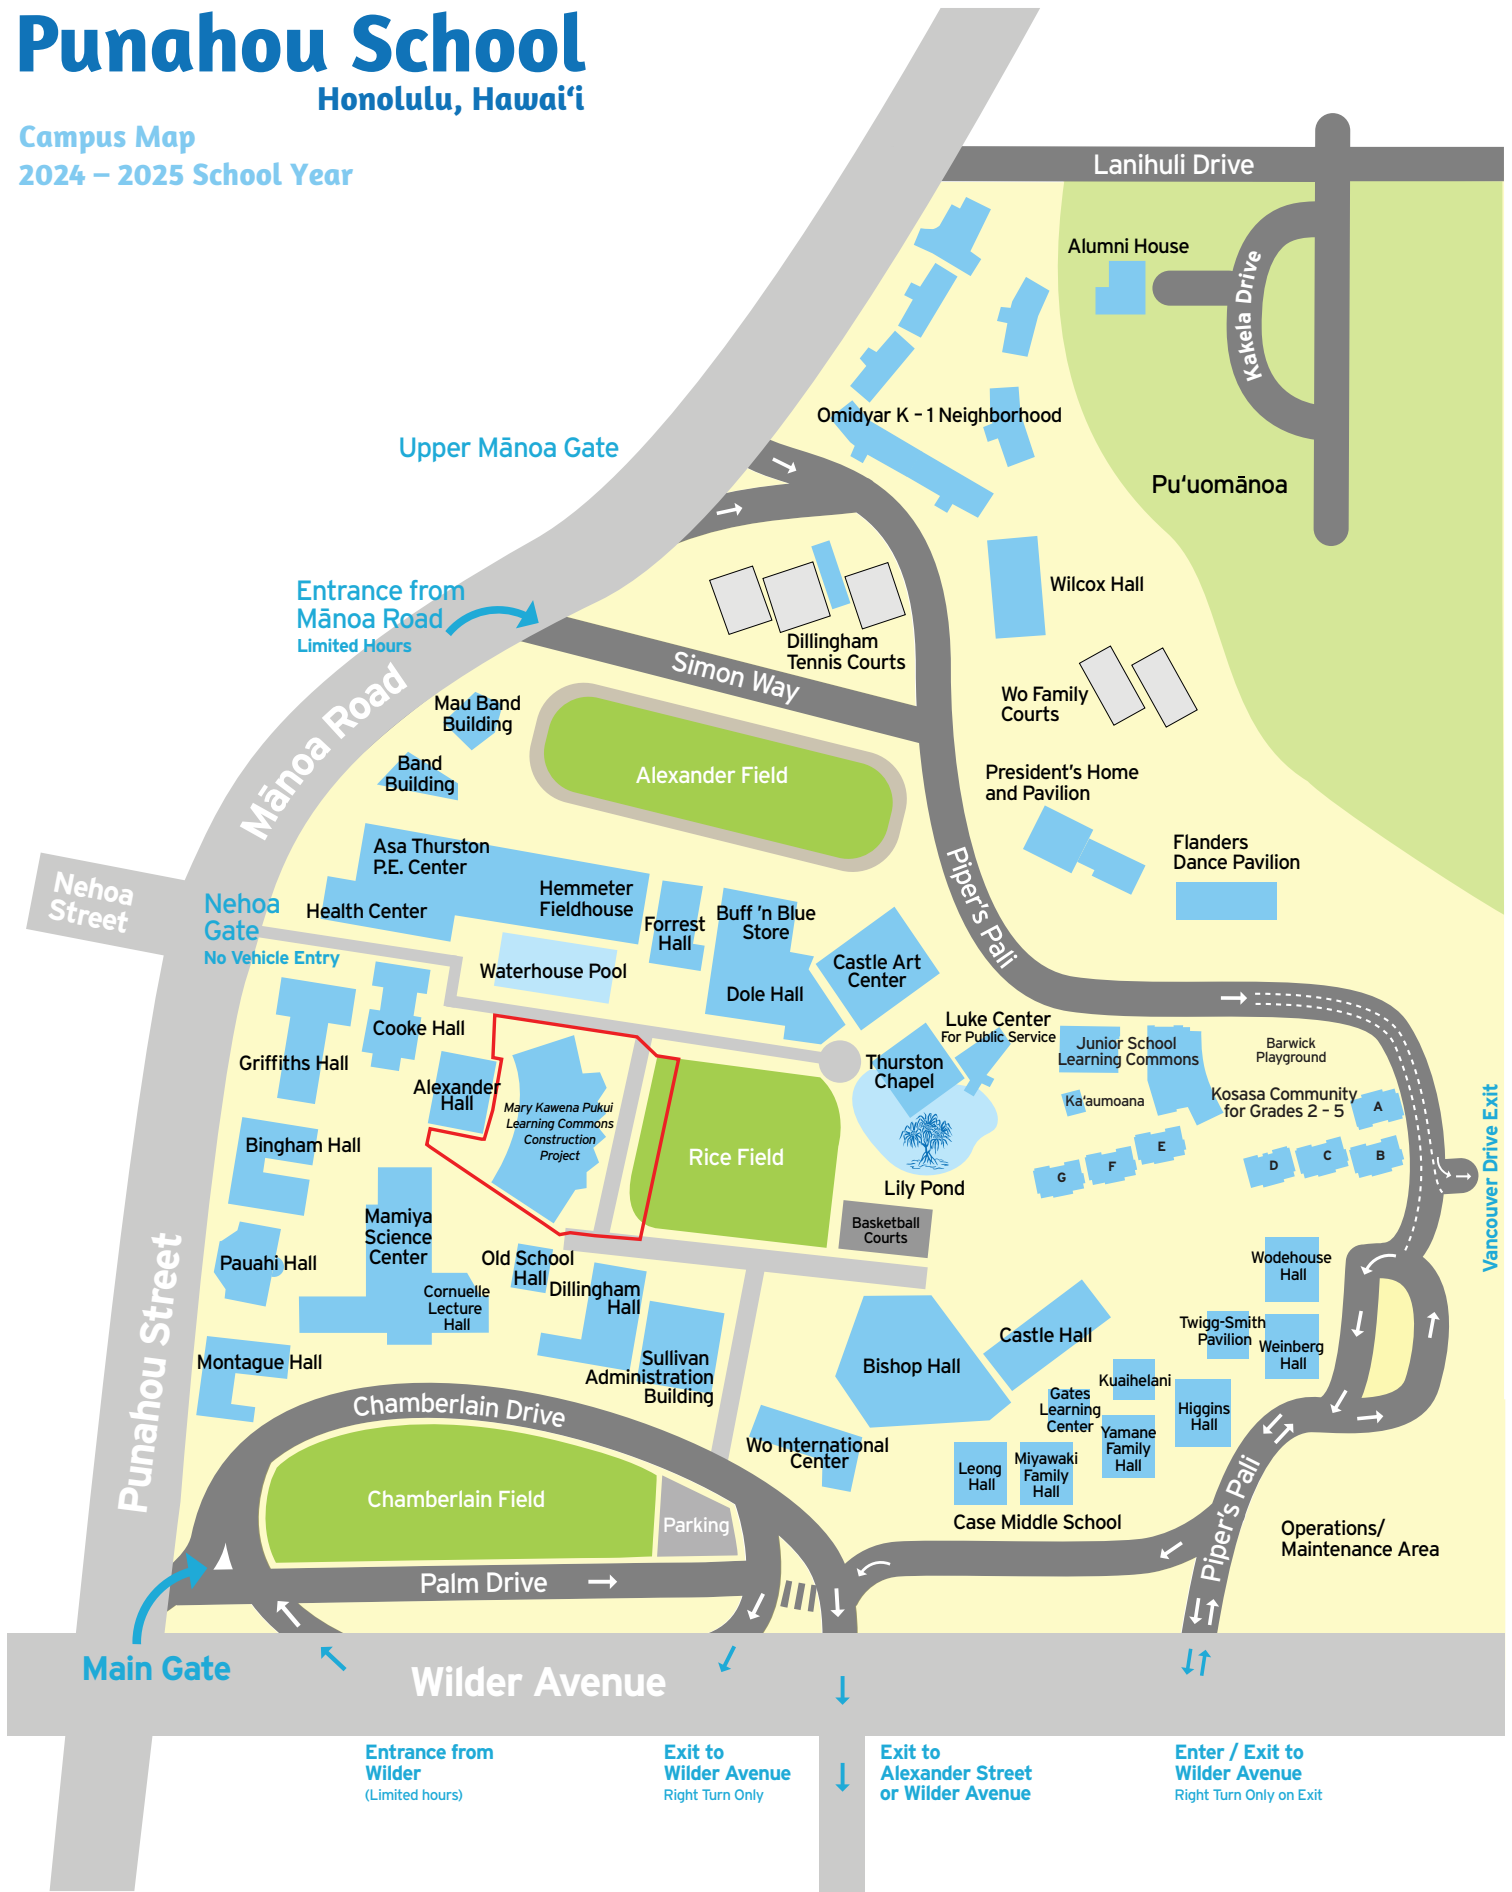 Punahou School
Honolulu, Hawai‘i
Campus Map
2024 – 2025 School Year
Lanihuli Drive
Alumni House
Kakela Drive
Omidyar K – 1 Neighborhood
Upper Mānoa Gate
Pu‘uomānoa
Entrance from
Mānoa Road
Limited Hours
Wilcox Hall
Dillingham
Tennis Courts
Simon Way
Wo Family
Courts
Mānoa Road
Mau Band
Building
Band
Building
Alexander Field
President’s Home
and Pavilion
Flanders
Dance Pavilion
Piper’s Pali
Asa Thurston
P.E. Center
Nehoa
Street
Nehoa
Gate
No Vehicle Entry
Health Center
Hemmeter
Fieldhouse
Forrest
Hall
Buff ’n Blue
Store
Waterhouse Pool
Dole Hall
Castle Art
Center
Cooke Hall
Griffiths Hall
Luke Center
For Public Service
Thurston
Chapel
Junior School
Learning Commons
Barwick
Playground
Alexander
Hall
Mary Kawena Pukui
Learning Commons
Construction
Project
Ka‘aumoana
Kosasa Community
for Grades 2 – 5
A
B
C
D
E
F
G
Vancouver Drive Exit
Bingham Hall
Rice Field
Lily Pond
Basketball
Courts
Mamiya
Science
Center
Pauahi Hall
Old School
Hall
Dillingham
Hall
Cornuelle
Lecture
Hall
Wodehouse
Hall
Twigg-Smith
Pavilion
Weinberg
Hall
Castle Hall
Bishop Hall
Montague Hall
Sullivan
Administration
Building
Kuaihelani
Gates
Learning
Center
Higgins
Hall
Yamane
Family
Hall
Punahou Street
Chamberlain Drive
Wo International
Center
Leong
Hall
Miyawaki
Family
Hall
Case Middle School
Chamberlain Field
Parking
Piper’s Pali
Operations/
Maintenance Area
Palm Drive
Main Gate
Wilder Avenue
Entrance from
Wilder
(Limited hours)
Exit to
Wilder Avenue
Right Turn Only
Exit to
Alexander Street
or Wilder Avenue
Enter / Exit to
Wilder Avenue
Right Turn Only on Exit